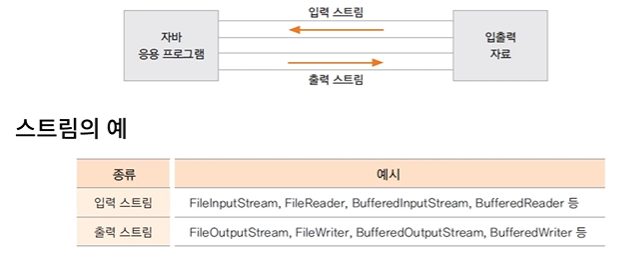 입력 스트림
자바
응용 프로그램
입출력
자료
출력 스트림
스트림의 예
종류 예시
입력 스트림 FileInputStream, FileReader, BufferedInputStream, BufferedReader 등
출력 스트림 FileOutputStream, FileWriter, BufferedOutputStream, BufferedWriter 등